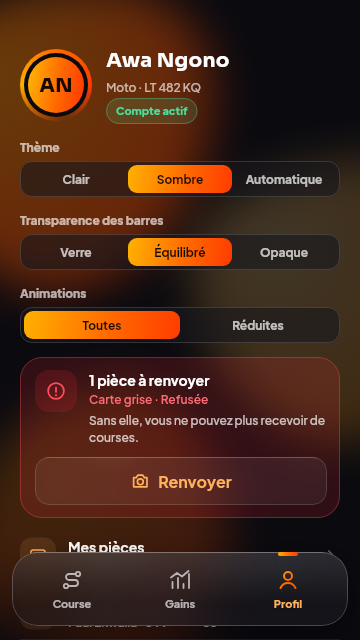 AN
Awa Ngono
Moto · LT 482 KQ
Compte actif
Thème
Clair
Sombre
Automatique
Transparence des barres
Verre
Équilibré
Opaque
Animations
Toutes
Réduites
1 pièce à renvoyer
Carte grise · Refusée
Sans elle, vous ne pouvez plus recevoir de
courses.
Renvoyer
Mes pièces
Course
Gains
Profil